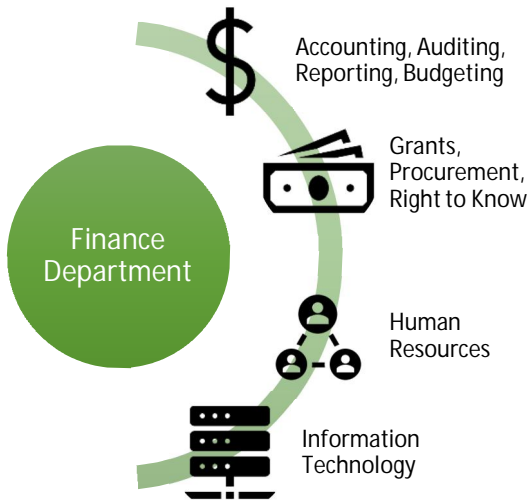 Accounting, Auditing,
Reporting, Budgeting
Grants,
Procurement,
Right to Know
Finance
Department
Human
Resources
Information
Technology